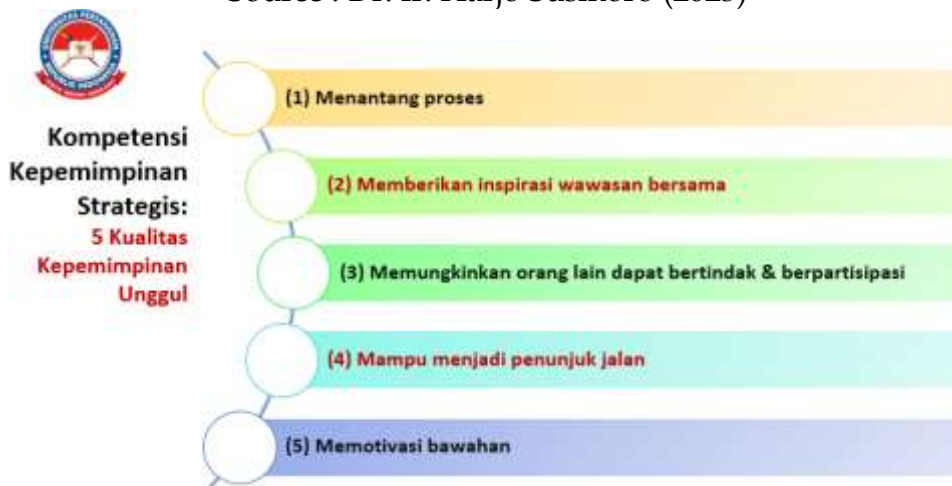 Kompetensi
Kepemimpinan
Strategis:
5 Kualitas
Kepemimpinan
Unggul
(1) Menantang proses
(2) Memberikan inspirasi wawasan bersama
(3) Memungkinkan orang lain dapat bertindak & berpartisipasi
(4) Mampu menjadi penunjuk jalan
(5) Memotivasi bawahan